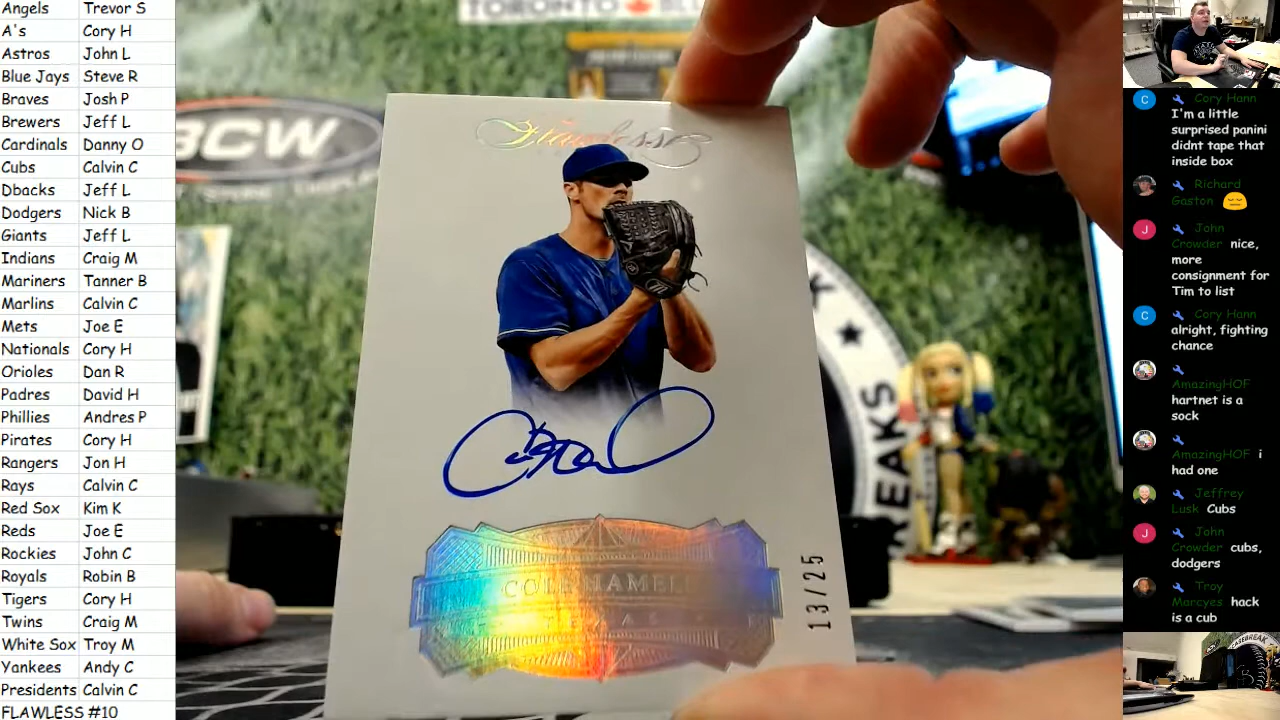 Angels Trevor S
A's Cory H
Astros John L
Blue Jays Steve R
Braves Josh P
Brewers Jeff L
Cardinals Danny O
Cubs Calvin C
Dbacks Jeff L
Dodgers Nick B
Giants Jeff L
Indians Craig M
Mariners Tanner B
Marlins Calvin C
Mets Joe E
Nationals Cory H
Orioles Dan R
Padres David H
Phillies Andres P
Pirates Cory H
Rangers Jon H
Rays Calvin C
Red Sox Kim K
Reds Joe E
Rockies John C
Royals Robin B
Tigers Cory H
Twins Craig M
White Sox Troy M
Yankees Andy C
Presidents Calvin C
FLAWLESS #10
TORONTO BL
BCW
Flawless
COLE HAMELS
TEXAS
13/25
BREAKS
Cory Hann
I'm a little
surprised panini
didnt tape that
inside box
Richard
Gaston
John
Crowder nice,
more
consignment for
Tim to list
Cory Hann
alright, fighting
chance
AmazingHOF
hartnet is a
sock
AmazingHOF i
had one
Jeffrey
Lusk Cubs
John
Crowder cubs,
dodgers
Troy
Marcyes hack
is a cub